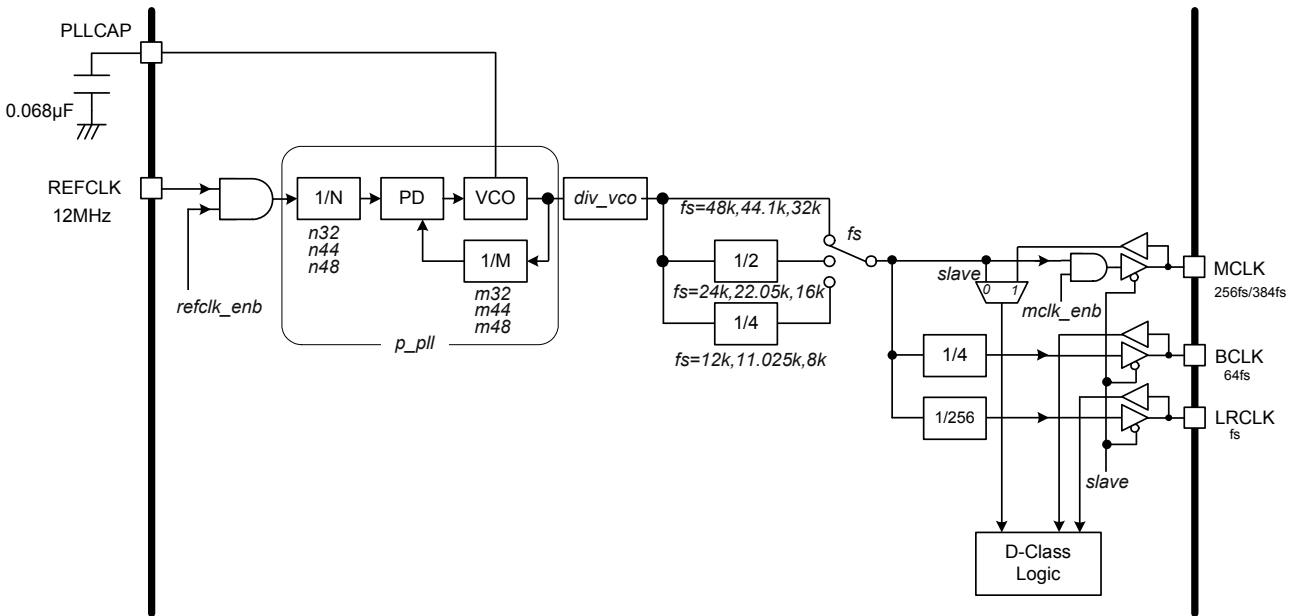 PLLCAP
0.068µF
REFCLK
12MHz
refclk_enb
1/N
n32
n44
n48
PD
VCO
1/M
m32
m44
m48
p_pll
div_vco
fs=48k,44.1k,32k
1/2
fs=24k,22.05k,16k
1/4
fs=12k,11.025k,8k
fs
slave
0 1
mclk_enb
MCLK
256fs/384fs
1/4
BCLK
64fs
1/256
LRCLK
fs
slave
D-Class
Logic